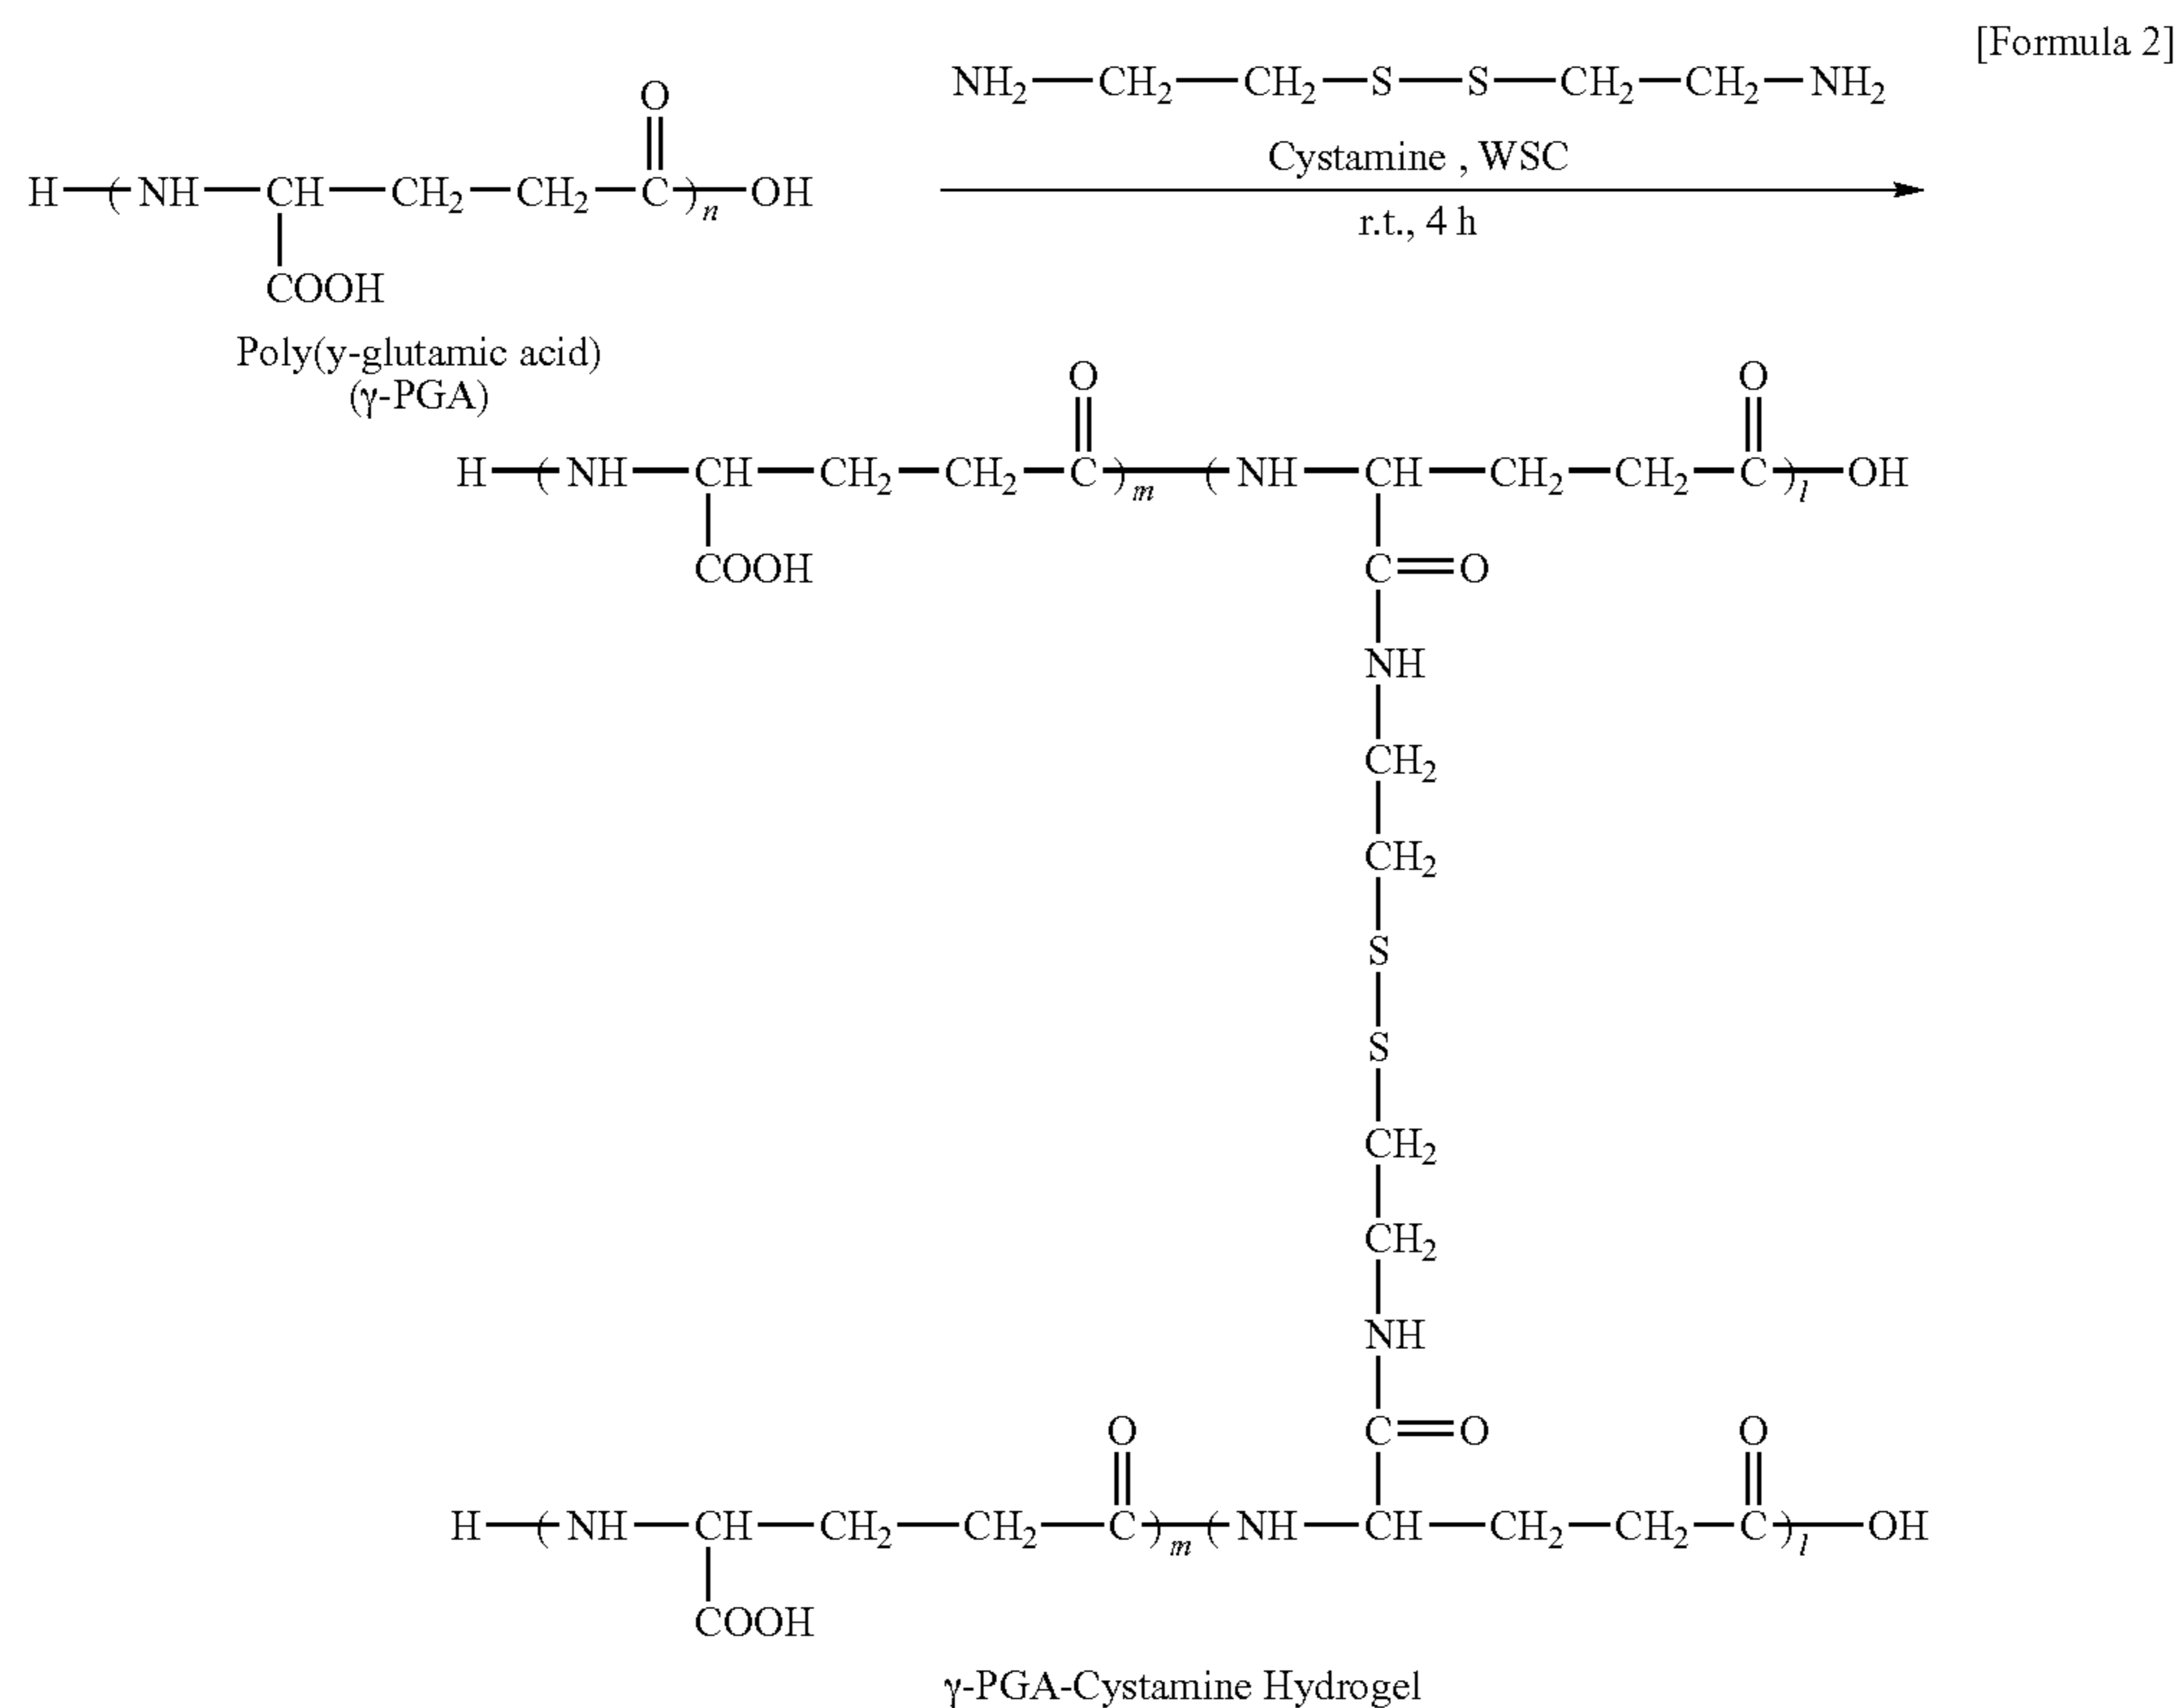 [Formula 2]
NH2—CH2—CH2—S—S—CH2—CH2—NH2
Cystamine , WSC
r.t., 4 h
O
H—( NH—CH—CH2—CH2—C )n—OH
COOH
Poly(y-glutamic acid)
(γ-PGA)
O O
H—( NH—CH—CH2—CH2—C )m—( NH—CH—CH2—CH2—C )l—OH
COOH C=O
NH
CH2
CH2
S
S
CH2
CH2
NH
O C=O O
H—( NH—CH—CH2—CH2—C )m—( NH—CH—CH2—CH2—C )l—OH
COOH
γ-PGA-Cystamine Hydrogel